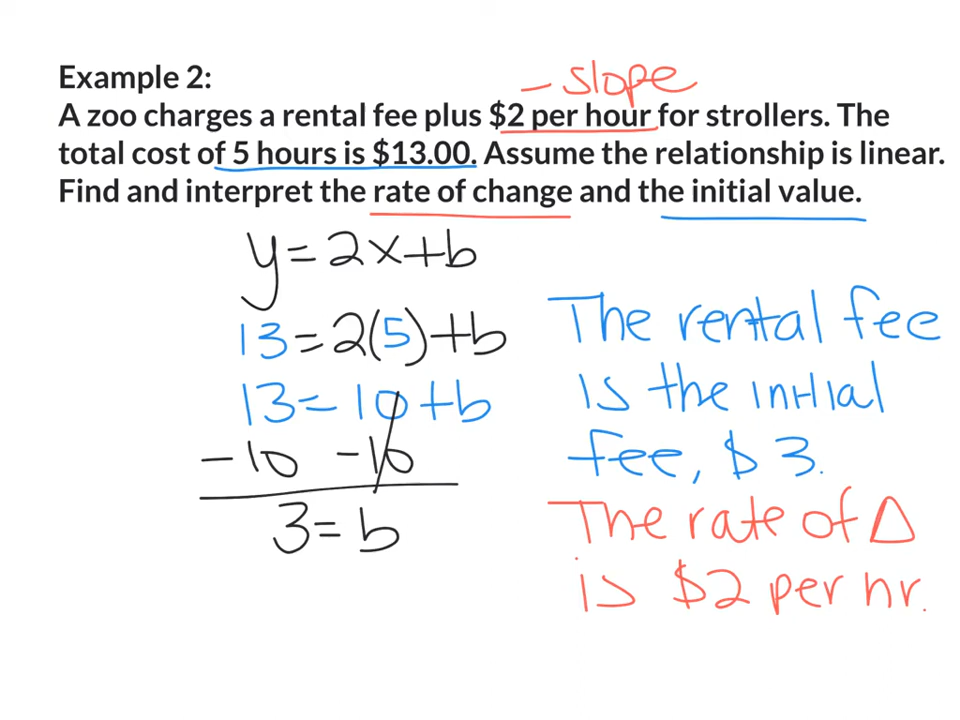 Example 2:
- slope
A zoo charges a rental fee plus $2 per hour for strollers. The
total cost of 5 hours is $13.00. Assume the relationship is linear.
Find and interpret the rate of change and the initial value.
y=2x+b
13=2(5)+b
13=10+b
-10 -10
3=b
The rental fee
is the initial
fee, $3.
The rate of Δ
is $2 per hr.